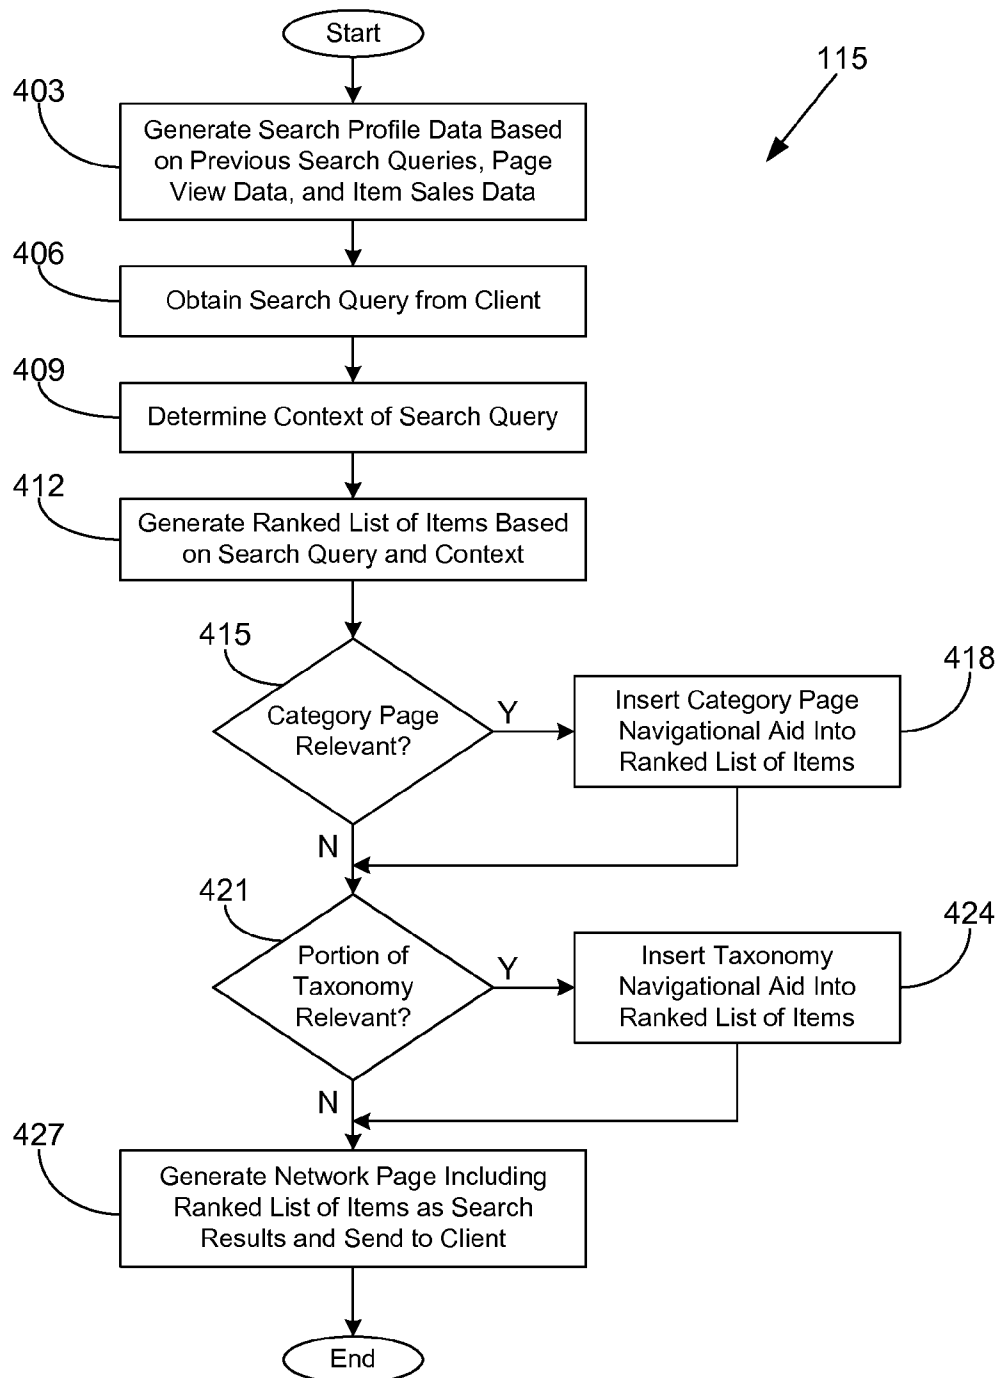 Start
115
403
Generate Search Profile Data Based
on Previous Search Queries, Page
View Data, and Item Sales Data
406
Obtain Search Query from Client
409
Determine Context of Search Query
412
Generate Ranked List of Items Based
on Search Query and Context
415
Category Page
Relevant?
Y
418
Insert Category Page
Navigational Aid Into
Ranked List of Items
N
421
Portion of
Taxonomy
Relevant?
Y
424
Insert Taxonomy
Navigational Aid Into
Ranked List of Items
N
427
Generate Network Page Including
Ranked List of Items as Search
Results and Send to Client
End